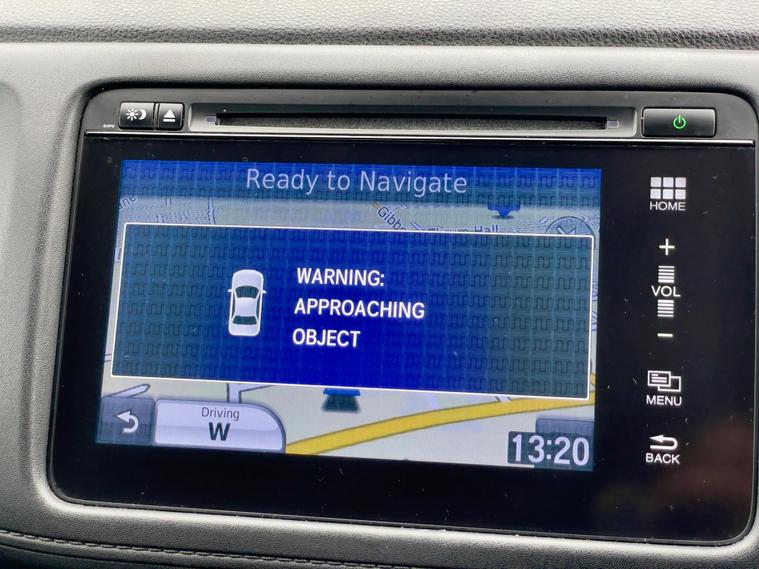 Ready to Navigate
WARNING:
APPROACHING
OBJECT
Driving
W
13:20
HOME
+
VOL
−
MENU
BACK